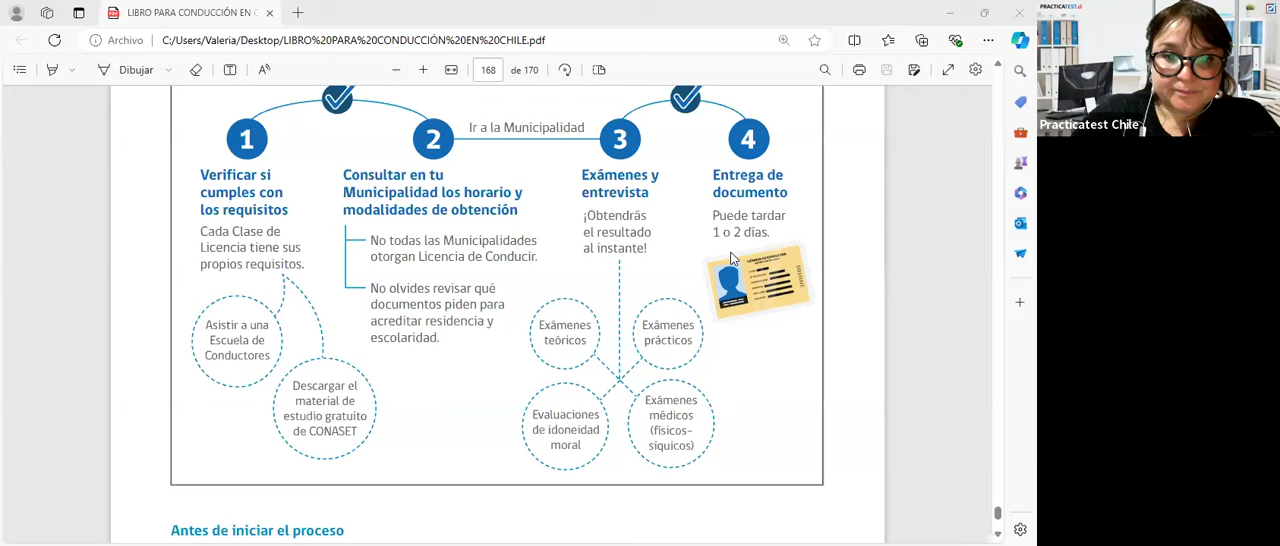 LIBRO PARA CONDUCCIÓN EN C
Archivo
C:/Users/Valeria/Desktop/LIBRO%20PARA%20CONDUCCIÓN%20EN%20CHILE.pdf
Dibujar
168
de 170
1
2
Ir a la Municipalidad
3
4
Verificar si
cumples con
los requisitos
Cada Clase de
Licencia tiene sus
propios requisitos.
Asistir a una
Escuela de
Conductores
Descargar el
material de
estudio gratuito
de CONASET
Consultar en tu
Municipalidad los horario y
modalidades de obtención
No todas las Municipalidades
otorgan Licencia de Conducir.
No olvides revisar qué
documentos piden para
acreditar residencia y
escolaridad.
Exámenes y
entrevista
¡Obtendrás
el resultado
al instante!
Exámenes
teóricos
Exámenes
prácticos
Evaluaciones
de idoneidad
moral
Exámenes
médicos
(físicos-
síquicos)
Entrega de
documento
Puede tardar
1 o 2 días.
LICENCIA DE CONDUCIR
Antes de iniciar el proceso
PRACTICATEST.cl
Practicatest Chile